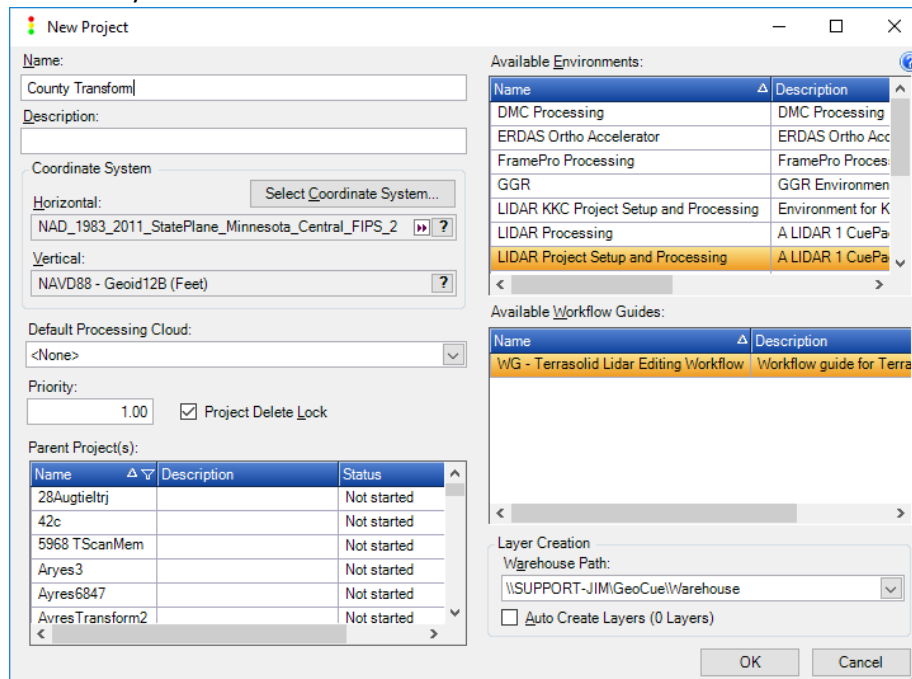 New Project
Name:
County Transform
Description:
Coordinate System
Select Coordinate System...
Horizontal:
NAD_1983_2011_StatePlane_Minnesota_Central_FIPS_2
?
Vertical:
NAVD88 - Geoid12B (Feet)
?
Default Processing Cloud:
<None>
Priority:
1.00
Project Delete Lock
Parent Project(s):
Name Description Status
28Augtieltrj Not started
42c Not started
5968 TScanMem Not started
Aryes3 Not started
Ayres6847 Not started
AyresTransform2 Not started
Available Environments:
Name Description
DMC Processing DMC Processing
ERDAS Ortho Accelerator ERDAS Ortho Acc
FramePro Processing FramePro Proces
GGR GGR Environmen
LIDAR KKC Project Setup and Processing Environment for K
LIDAR Processing A LIDAR 1 CuePa
LIDAR Project Setup and Processing A LIDAR 1 CuePa
Available Workflow Guides:
Name Description
WG - Terrasolid Lidar Editing Workflow Workflow guide for Terra
Layer Creation
Warehouse Path:
\\SUPPORT-JIM\GeoCue\Warehouse
Auto Create Layers (0 Layers)
OK Cancel